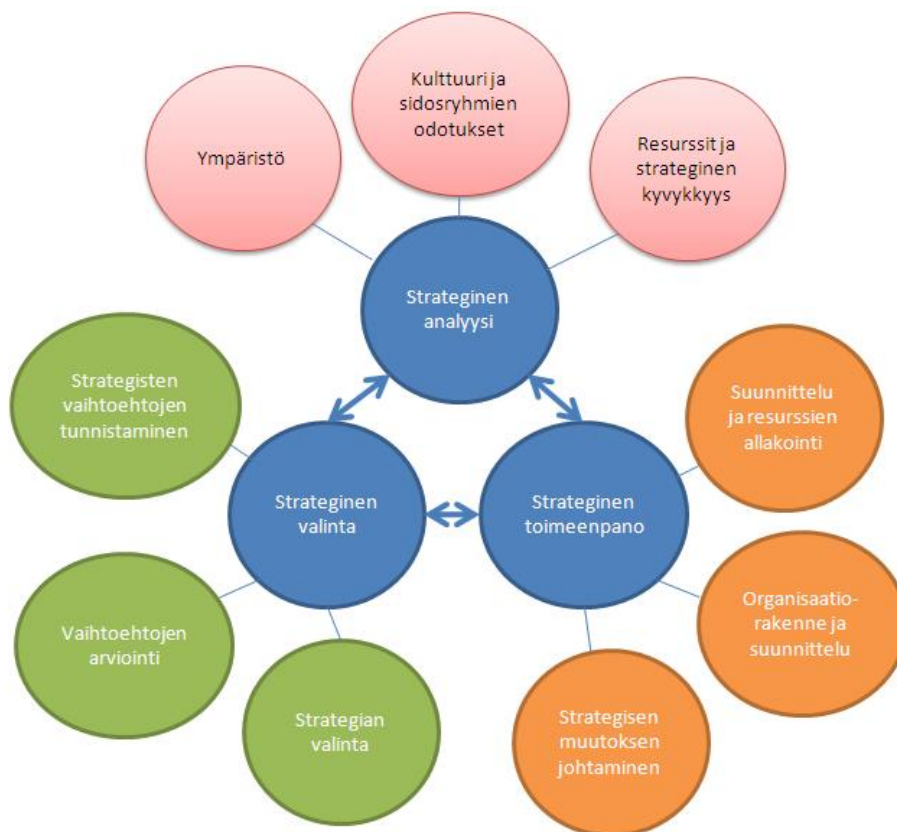 Kulttuuri ja
sidosryhmien
odotukset
Ympäristö
Resurssit ja
strateginen
kyvykkyys
Strateginen
analyysi
Strategisten
vaihtoehtojen
tunnistaminen
Suunnittelu
ja resurssien
allakointi
Strateginen
valinta
Strateginen
toimeenpano
Vaihtoehtojen
arviointi
Organisaatio-
rakenne ja
suunnittelu
Strategian
valinta
Strategisen
muutoksen
johtaminen